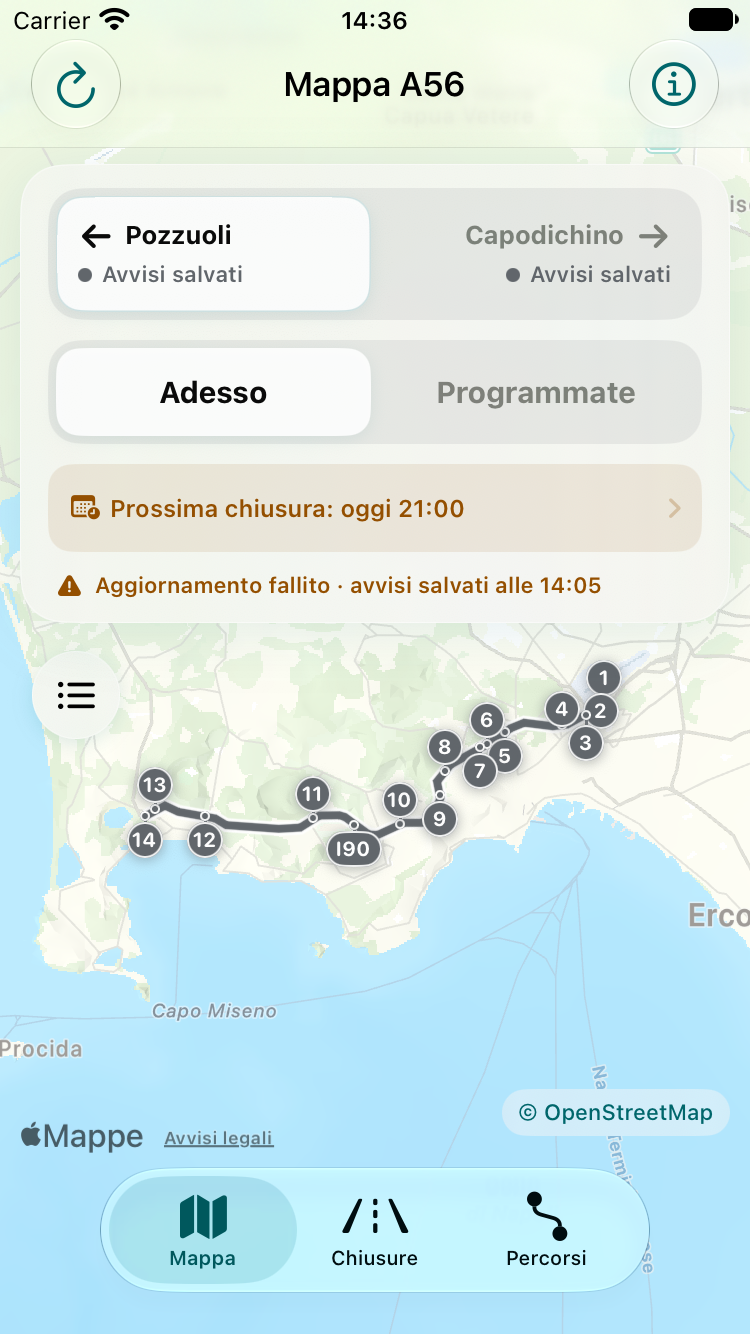 Carrier 14:36
Mappa A56
← Pozzuoli
Avvisi salvati
Capodichino →
Avvisi salvati
Adesso
Programmate
Prossima chiusura: oggi 21:00
Aggiornamento fallito · avvisi salvati alle 14:05
1
4
2
6
3
8
5
7
13
11
10
9
14
12
I90
Erco
Capo Miseno
Procida
© OpenStreetMap
Mappe
Avvisi legali
Mappa
Chiusure
Percorsi